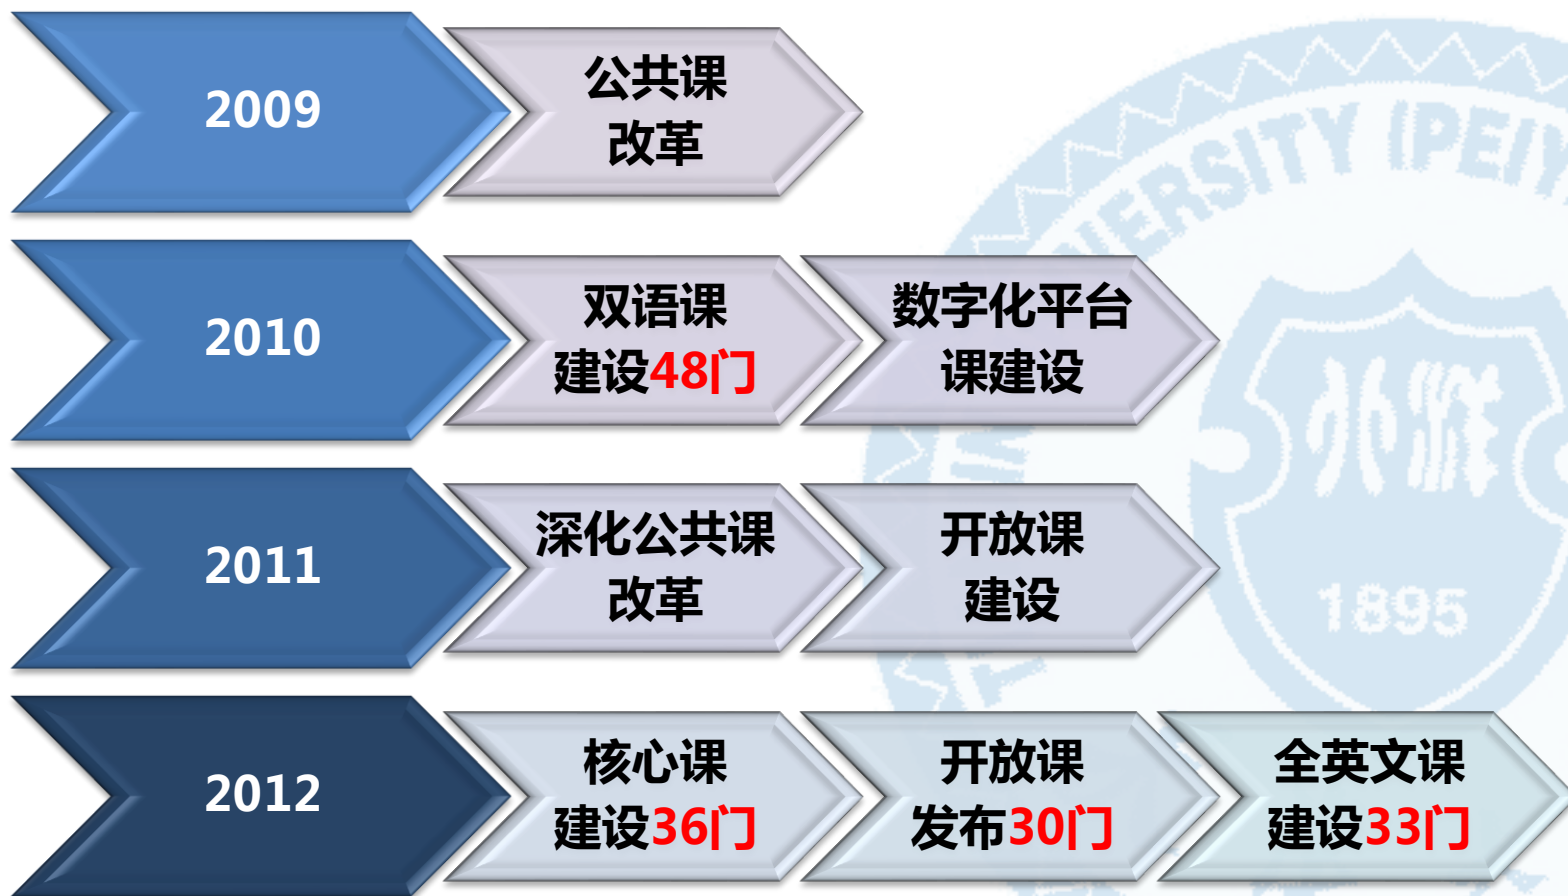 2009
公共课
改革
2010
双语课
建设48门
数字化平台
课建设
2011
深化公共课
改革
开放课
建设
2012
核心课
建设36门
开放课
发布30门
全英文课
建设33门
1895